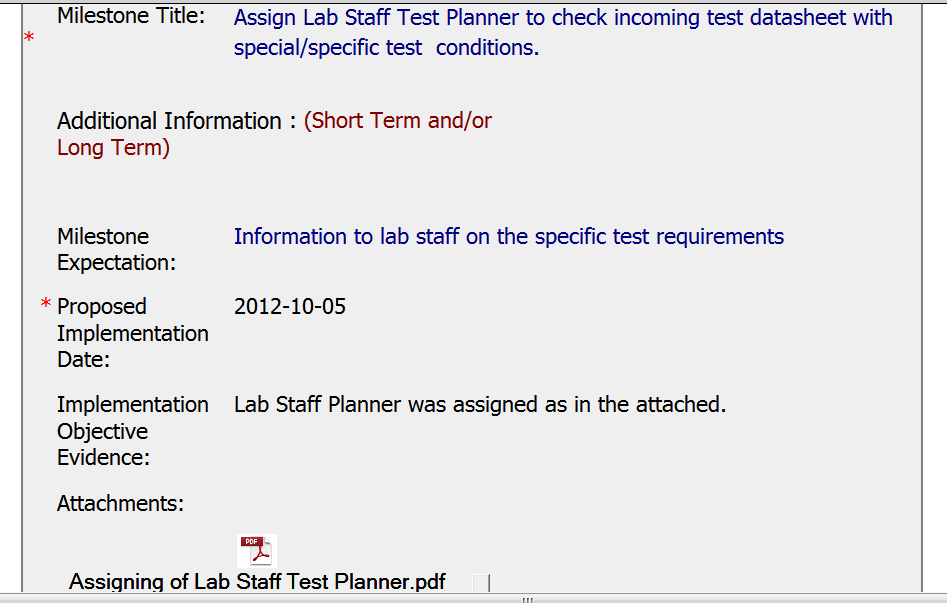 Milestone Title: Assign Lab Staff Test Planner to check incoming test datasheet with
* special/specific test conditions.
Additional Information : (Short Term and/or
Long Term)
Milestone Information to lab staff on the specific test requirements
Expectation:
* Proposed 2012-10-05
Implementation
Date:
Implementation Lab Staff Planner was assigned as in the attached.
Objective
Evidence:
Attachments:
PDF
Assigning of Lab Staff Test Planner.pdf